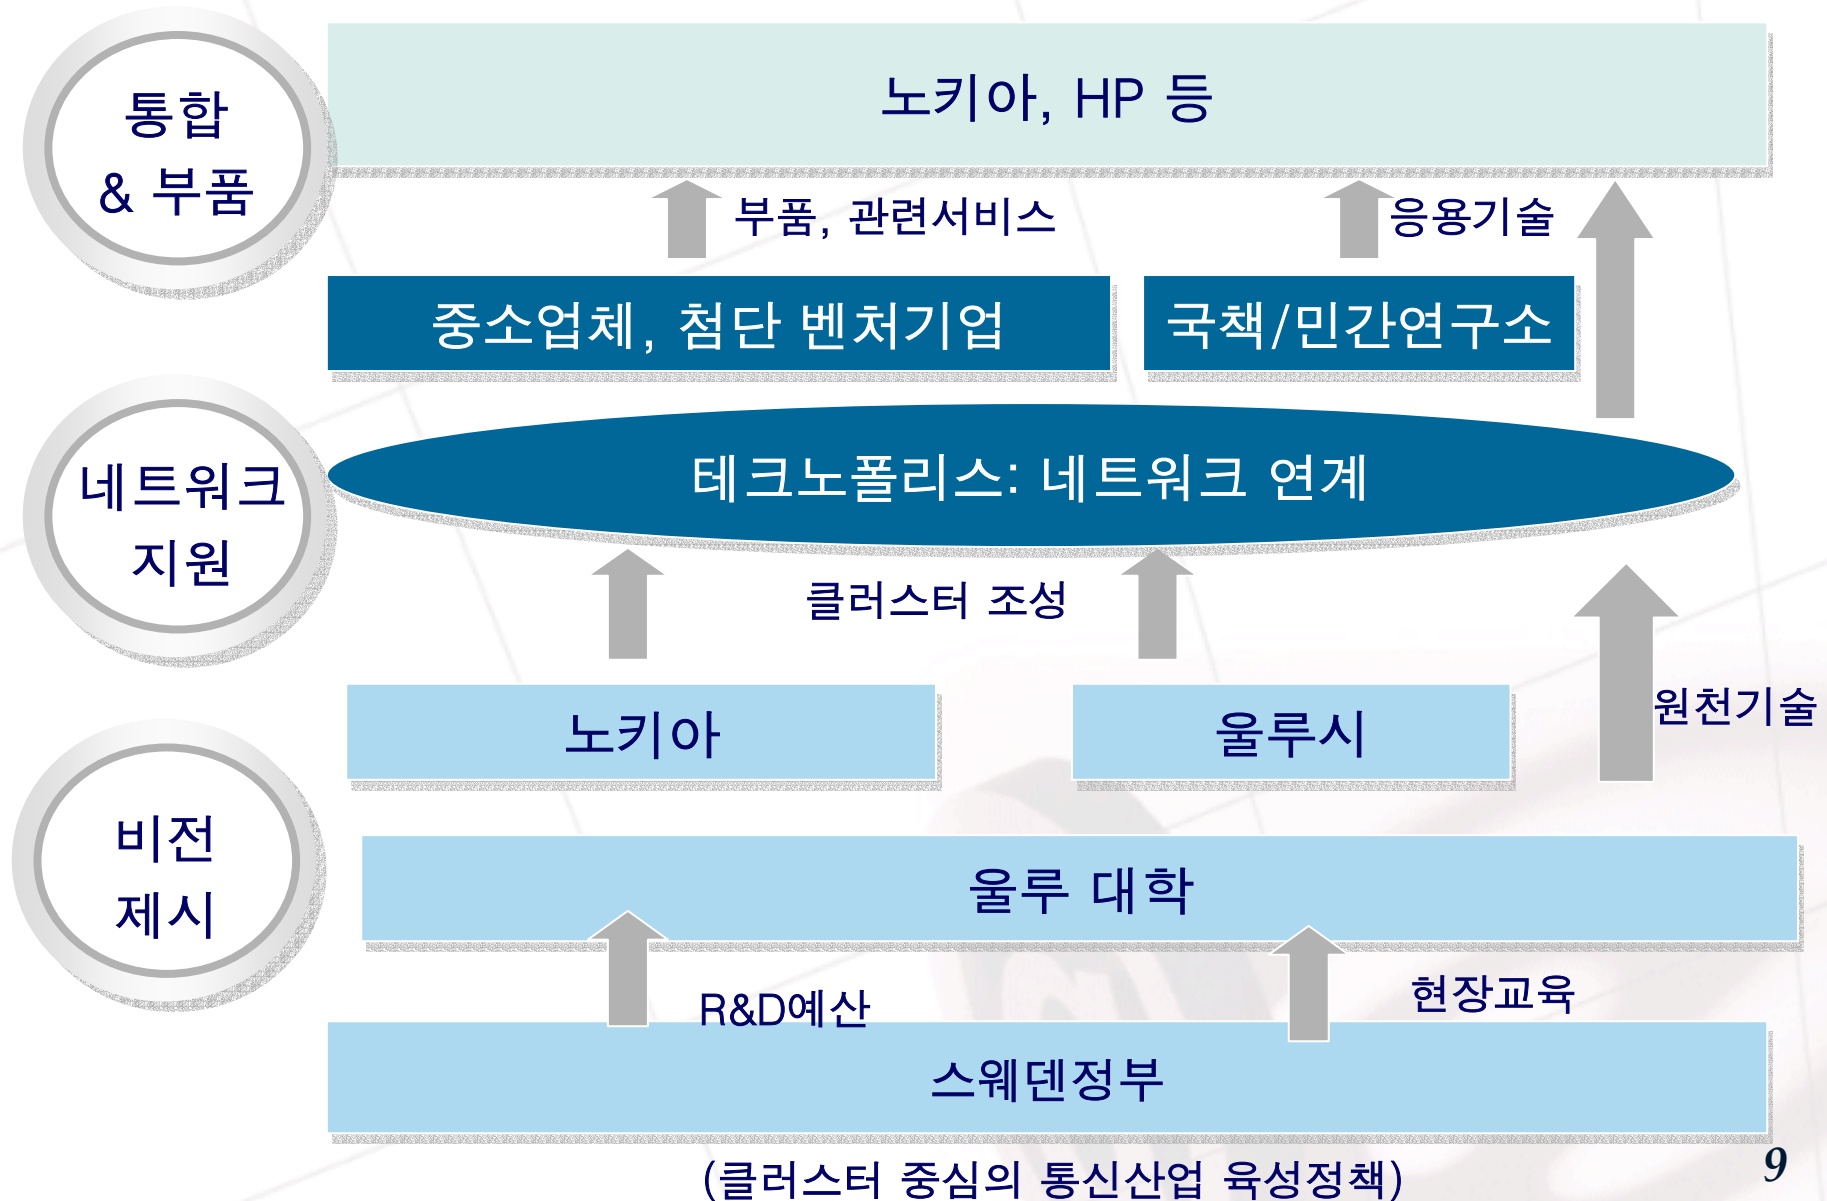 통합
& 부품
노키아, HP 등
부품, 관련서비스
응용기술
중소업체, 첨단 벤처기업
국책/민간연구소
네트워크
지원
테크노폴리스: 네트워크 연계
클러스터 조성
노키아
울루시
원천기술
비전
제시
울루 대학
R&D예산
현장교육
스웨덴정부
(클러스터 중심의 통신산업 육성정책)
9